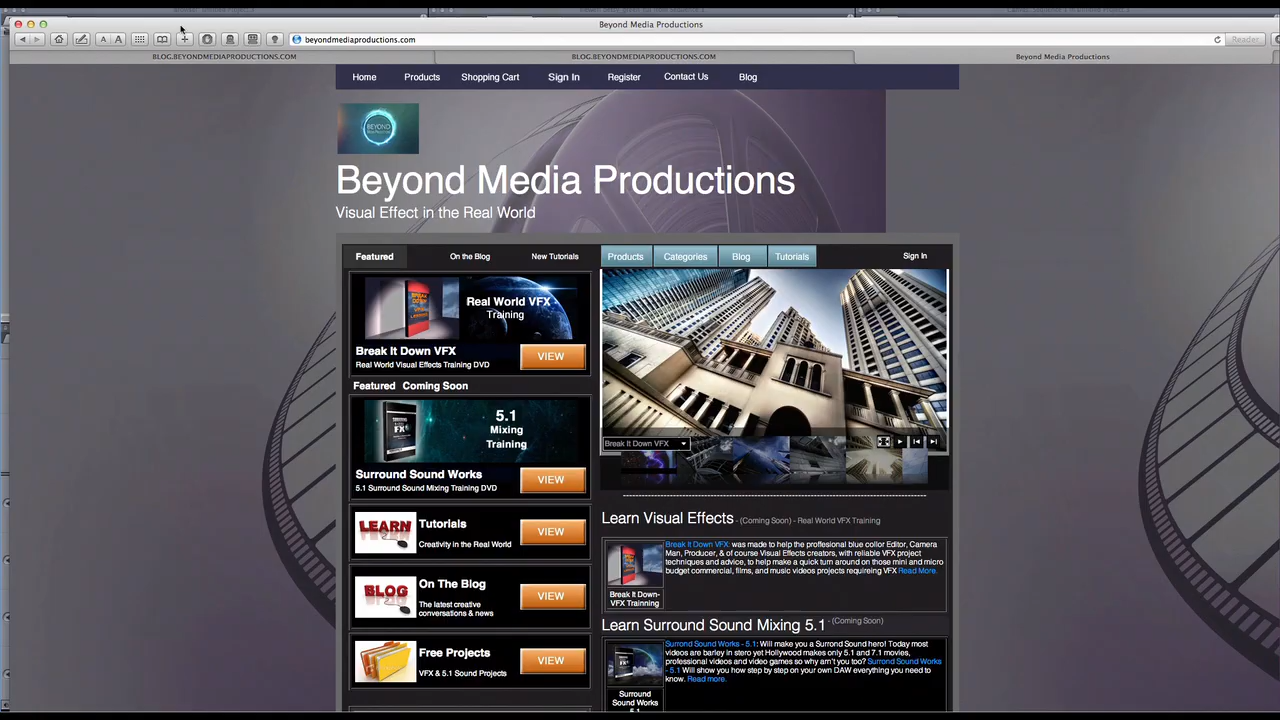 Beyond Media Productions
beyondmediaproductions.com
Reader
BLOG.BEYONDMEDIAPRODUCTIONS.COM
BLOG.BEYONDMEDIAPRODUCTIONS.COM
Beyond Media Productions
Home Products Shopping Cart Sign In Register Contact Us Blog
BEYOND
Beyond Media Productions
Visual Effect in the Real World
Featured On the Blog New Tutorials
Real World VFX
Training
Break It Down VFX
Real World Visual Effects Training DVD
VIEW
Featured Coming Soon
5.1
Mixing
Training
Surround Sound Works
5.1 Surround Sound Mixing Training DVD
VIEW
LEARN
Tutorials
Creativity in the Real World
VIEW
BLOG
On The Blog
The latest creative
conversations & news
VIEW
Free Projects
VFX & 5.1 Sound Projects
VIEW
Products Categories Blog Tutorials Sign In
Break It Down VFX
Learn Visual Effects - (Coming Soon) - Real World VFX Training
Break It Down VFX was made to help the proffesional blue collor Editor, Camera
Man, Producer, & of course Visual Effects creators, with reliable VFX project
techniques and advice, to help make a quick turn around on those mini and micro
budget commercial, films, and music videos projects requireing VFX Read More.
Break It Down-
VFX Trainning
Learn Surround Sound Mixing 5.1 - (Coming Soon)
Surrond Sound Works - 5.1: Will make you a Surrond Sound hero! Today most
videos are barley in stero yet Hollywood makes only 5.1 and 7.1 movies,
professional videos and video games so why arn't you too? Surrond Sound Works
- 5.1 Will show you how step by step on your own DAW everything you need to
know. Read more.
Surround
Sound Works